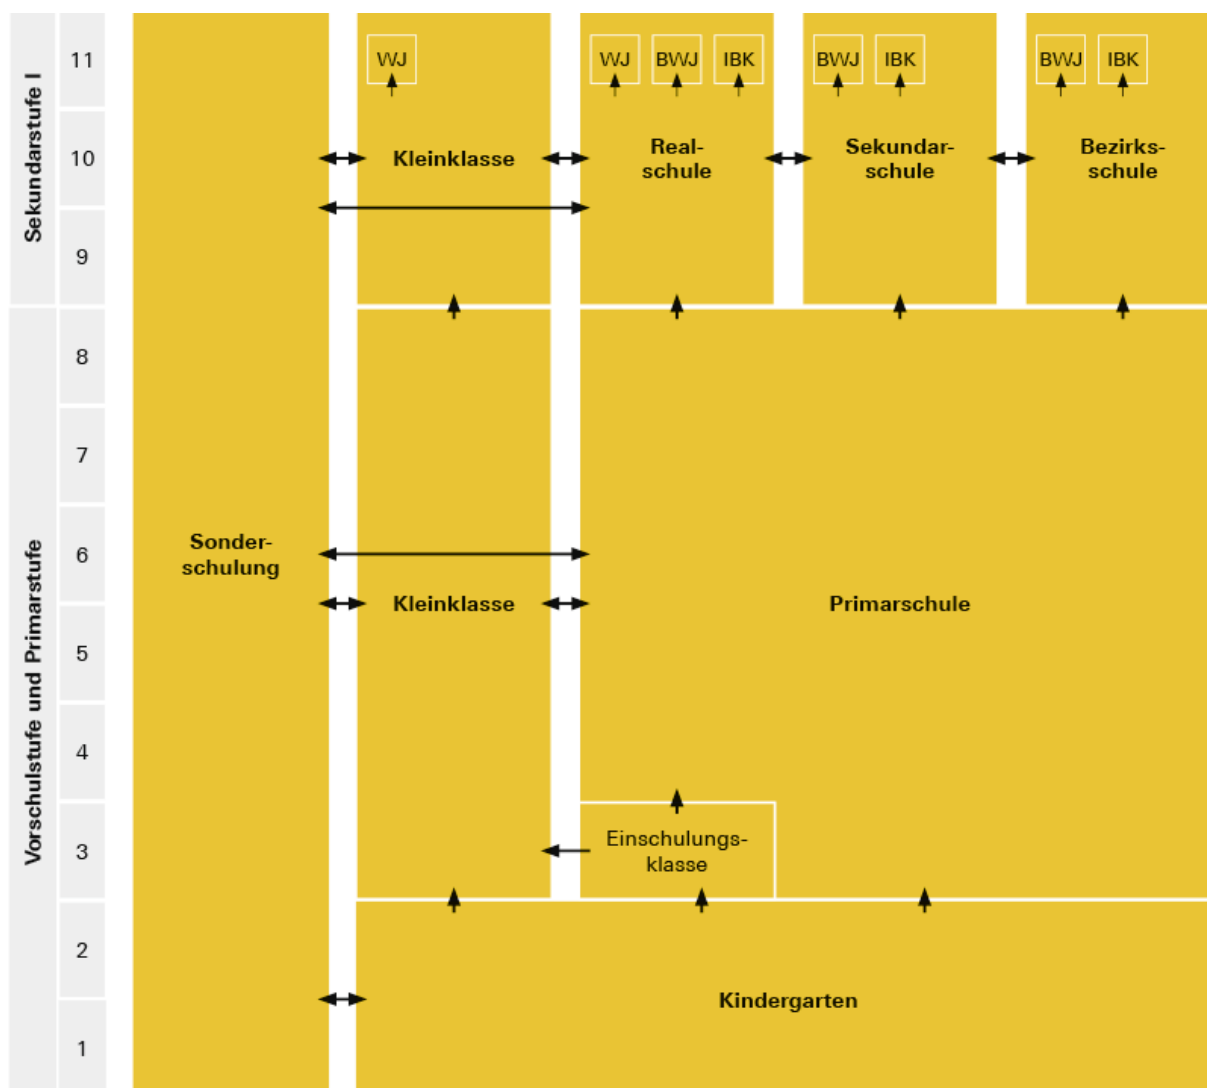 Sekundarstufe I
11
10
9
Vorschulstufe und Primarstufe
8
7
6
5
4
3
2
1
WJ
WJ BWJ IBK
BWJ IBK
BWJ IBK
Kleinklasse
Real-
schule
Sekundar-
schule
Bezirks-
schule
Sonder-
schulung
Kleinklasse
Primarschule
Einschulungs-
klasse
Kindergarten